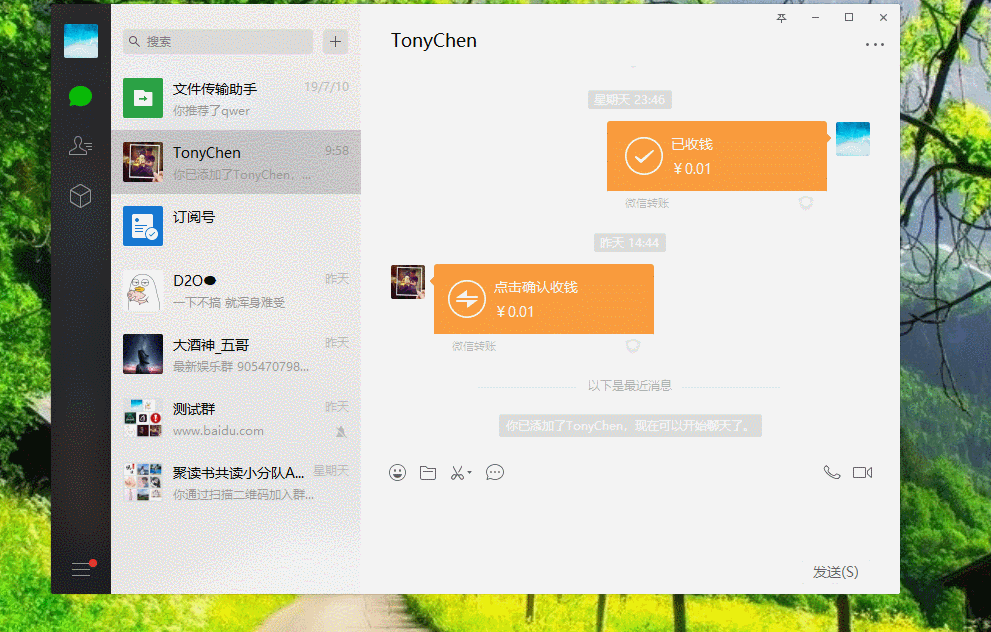 搜索
文件传输助手
19/7/10
你推荐了qwer
TonyChen
9:58
你已添加了TonyChen，...
订阅号
D2O●
昨天
一下不搞 就浑身难受
大酒神_五哥
昨天
最新娱乐群 905470798...
测试群
昨天
www.baidu.com
聚读书共读小分队A...
星期天
你通过扫描二维码加入群...
TonyChen
星期天 23:46
已收钱
¥0.01
微信转账
昨天 14:44
点击确认收钱
¥0.01
微信转账
以下是最近消息
你已添加了TonyChen，现在可以开始聊天了。
发送(S)